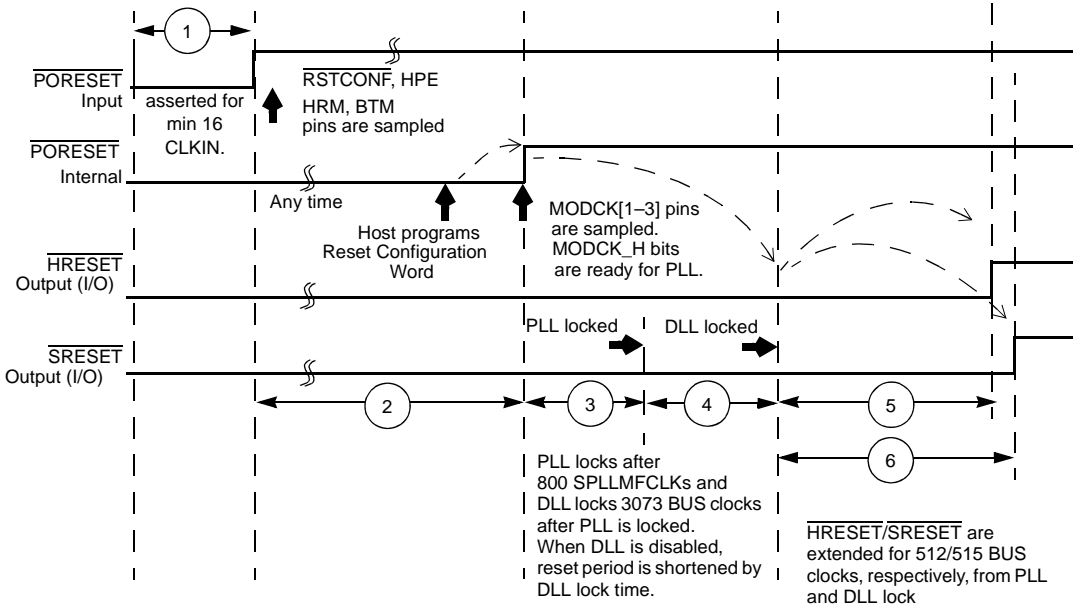 1
PORESET
Input
asserted for
min 16
CLKIN.
RSTCONF, HPE
HRM, BTM
pins are sampled
PORESET
Internal
Any time
Host programs
Reset Configuration
Word
MODCK[1–3] pins
are sampled.
MODCK_H bits
are ready for PLL.
HRESET
Output (I/O)
PLL locked
DLL locked
SRESET
Output (I/O)
2
3
4
5
6
PLL locks after
800 SPLLMFCLKs and
DLL locks 3073 BUS clocks
after PLL is locked.
When DLL is disabled,
reset period is shortened by
DLL lock time.
HRESET/SRESET are
extended for 512/515 BUS
clocks, respectively, from PLL
and DLL lock